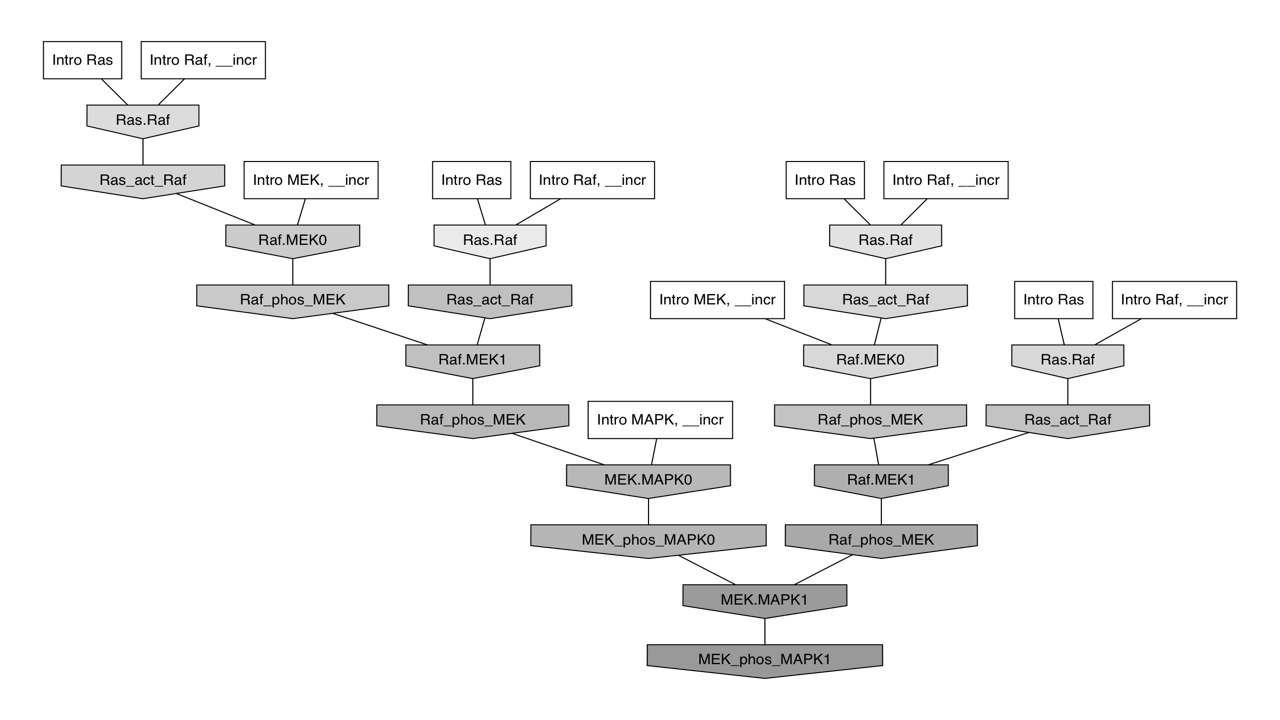 Intro Ras
Intro Raf, __incr
Ras.Raf
Ras_act_Raf
Intro MEK, __incr
Intro Ras
Intro Raf, __incr
Intro Ras
Intro Raf, __incr
Raf.MEK0
Ras.Raf
Ras.Raf
Raf_phos_MEK
Ras_act_Raf
Intro MEK, __incr
Ras_act_Raf
Intro Ras
Intro Raf, __incr
Raf.MEK1
Raf.MEK0
Ras.Raf
Raf_phos_MEK
Intro MAPK, __incr
Raf_phos_MEK
Ras_act_Raf
MEK.MAPK0
Raf.MEK1
MEK_phos_MAPK0
Raf_phos_MEK
MEK.MAPK1
MEK_phos_MAPK1